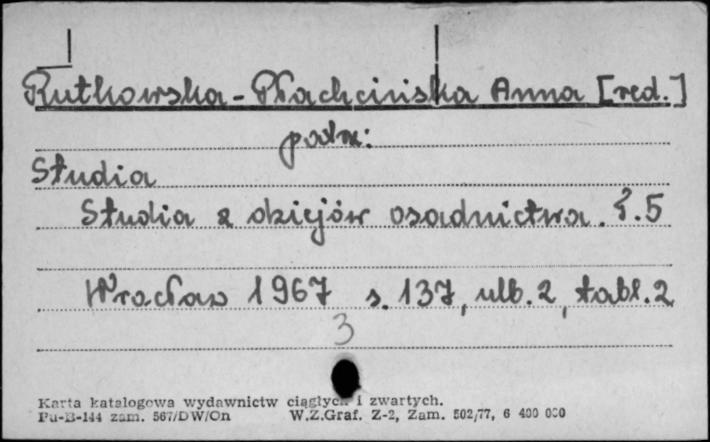 Rutkowska-Płachcińska Anna [red.]
podz:
Studia
Studia z dziejów osadnictwa. T.5
Wrocław 1967 s. 137, ulb. 2, tabl. 2
3
Karta katalogowa wydawnictw ciągłych i zwartych.
Pu-B-144 zam. 567/DW/On W.Z.Graf. Z-2, Zam. 502/77, 6 400 000